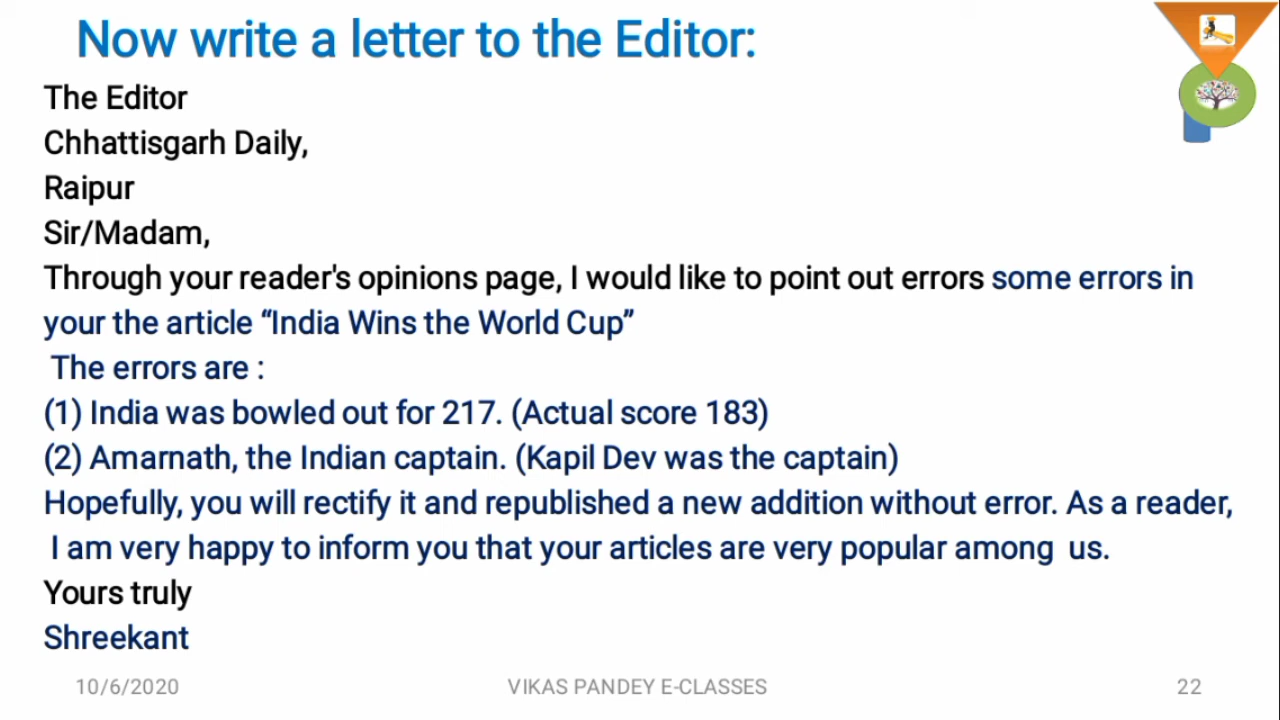 Now write a letter to the Editor:
The Editor
Chhattisgarh Daily,
Raipur
Sir/Madam,
Through your reader's opinions page, I would like to point out errors some errors in
your the article “India Wins the World Cup”
The errors are :
(1) India was bowled out for 217. (Actual score 183)
(2) Amarnath, the Indian captain. (Kapil Dev was the captain)
Hopefully, you will rectify it and republished a new addition without error. As a reader,
I am very happy to inform you that your articles are very popular among us.
Yours truly
Shreekant
10/6/2020 VIKAS PANDEY E-CLASSES 22